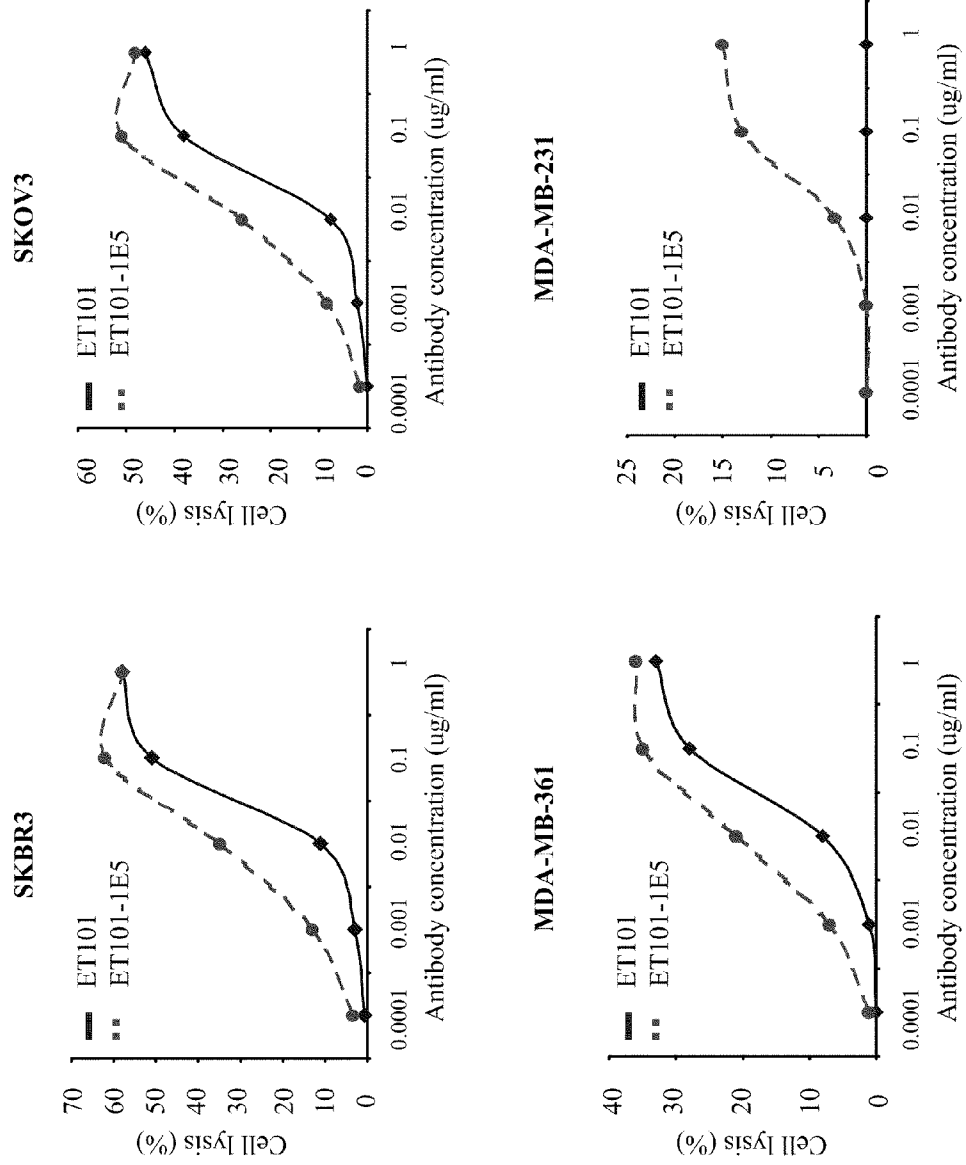 SKBR3
70
60
50
40
30
20
10
0
Cell lysis (%)
ET101
ET101-1E5
0.0001 0.001 0.01 0.1 1
Antibody concentration (ug/ml)
SKOV3
60
50
40
30
20
10
0
Cell lysis (%)
ET101
ET101-1E5
0.0001 0.001 0.01 0.1 1
Antibody concentration (ug/ml)
MDA-MB-361
40
30
20
10
0
Cell lysis (%)
ET101
ET101-1E5
0.0001 0.001 0.01 0.1 1
Antibody concentration (ug/ml)
MDA-MB-231
25
20
15
10
5
0
Cell lysis (%)
ET101
ET101-1E5
0.0001 0.001 0.01 0.1 1
Antibody concentration (ug/ml)